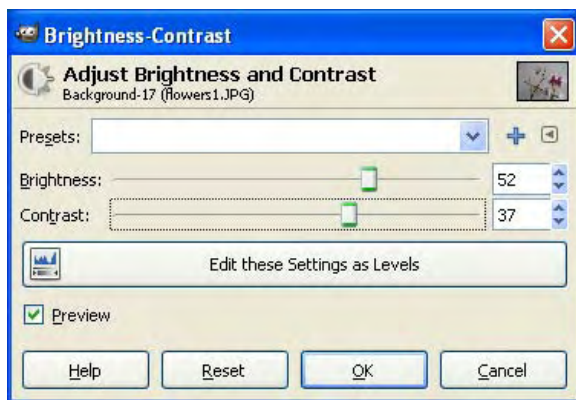 Brightness-Contrast
Adjust Brightness and Contrast
Background-17 (flowers1.JPG)
Presets:
Brightness: 52
Contrast: 37
Edit these Settings as Levels
Preview
Help Reset OK Cancel